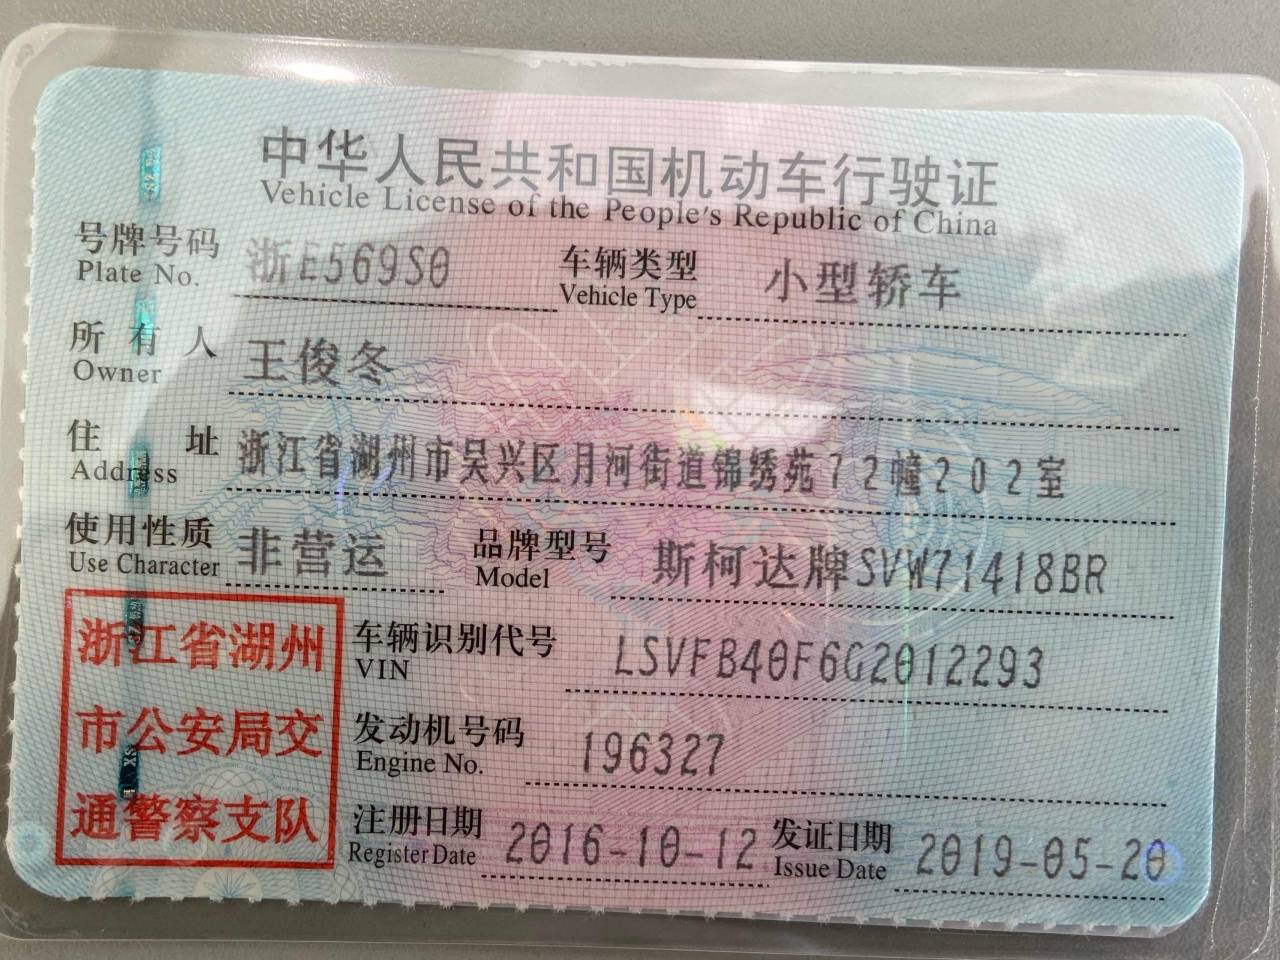 中华人民共和国机动车行驶证
Vehicle License of the People's Republic of China
号牌号码 浙E569S0 车辆类型 小型轿车
Plate No. Vehicle Type
所有人 王俊冬
Owner
住址 浙江省湖州市吴兴区月河街道锦绣苑72幢202室
Address
使用性质 非营运 品牌型号 斯柯达牌SVW71418BR
Use Character Model
浙江省湖州
市公安局交
通警察支队
车辆识别代号 LSVFB40F6G2012293
VIN
发动机号码 196327
Engine No.
注册日期 2016-10-12 发证日期 2019-05-20
Register Date Issue Date